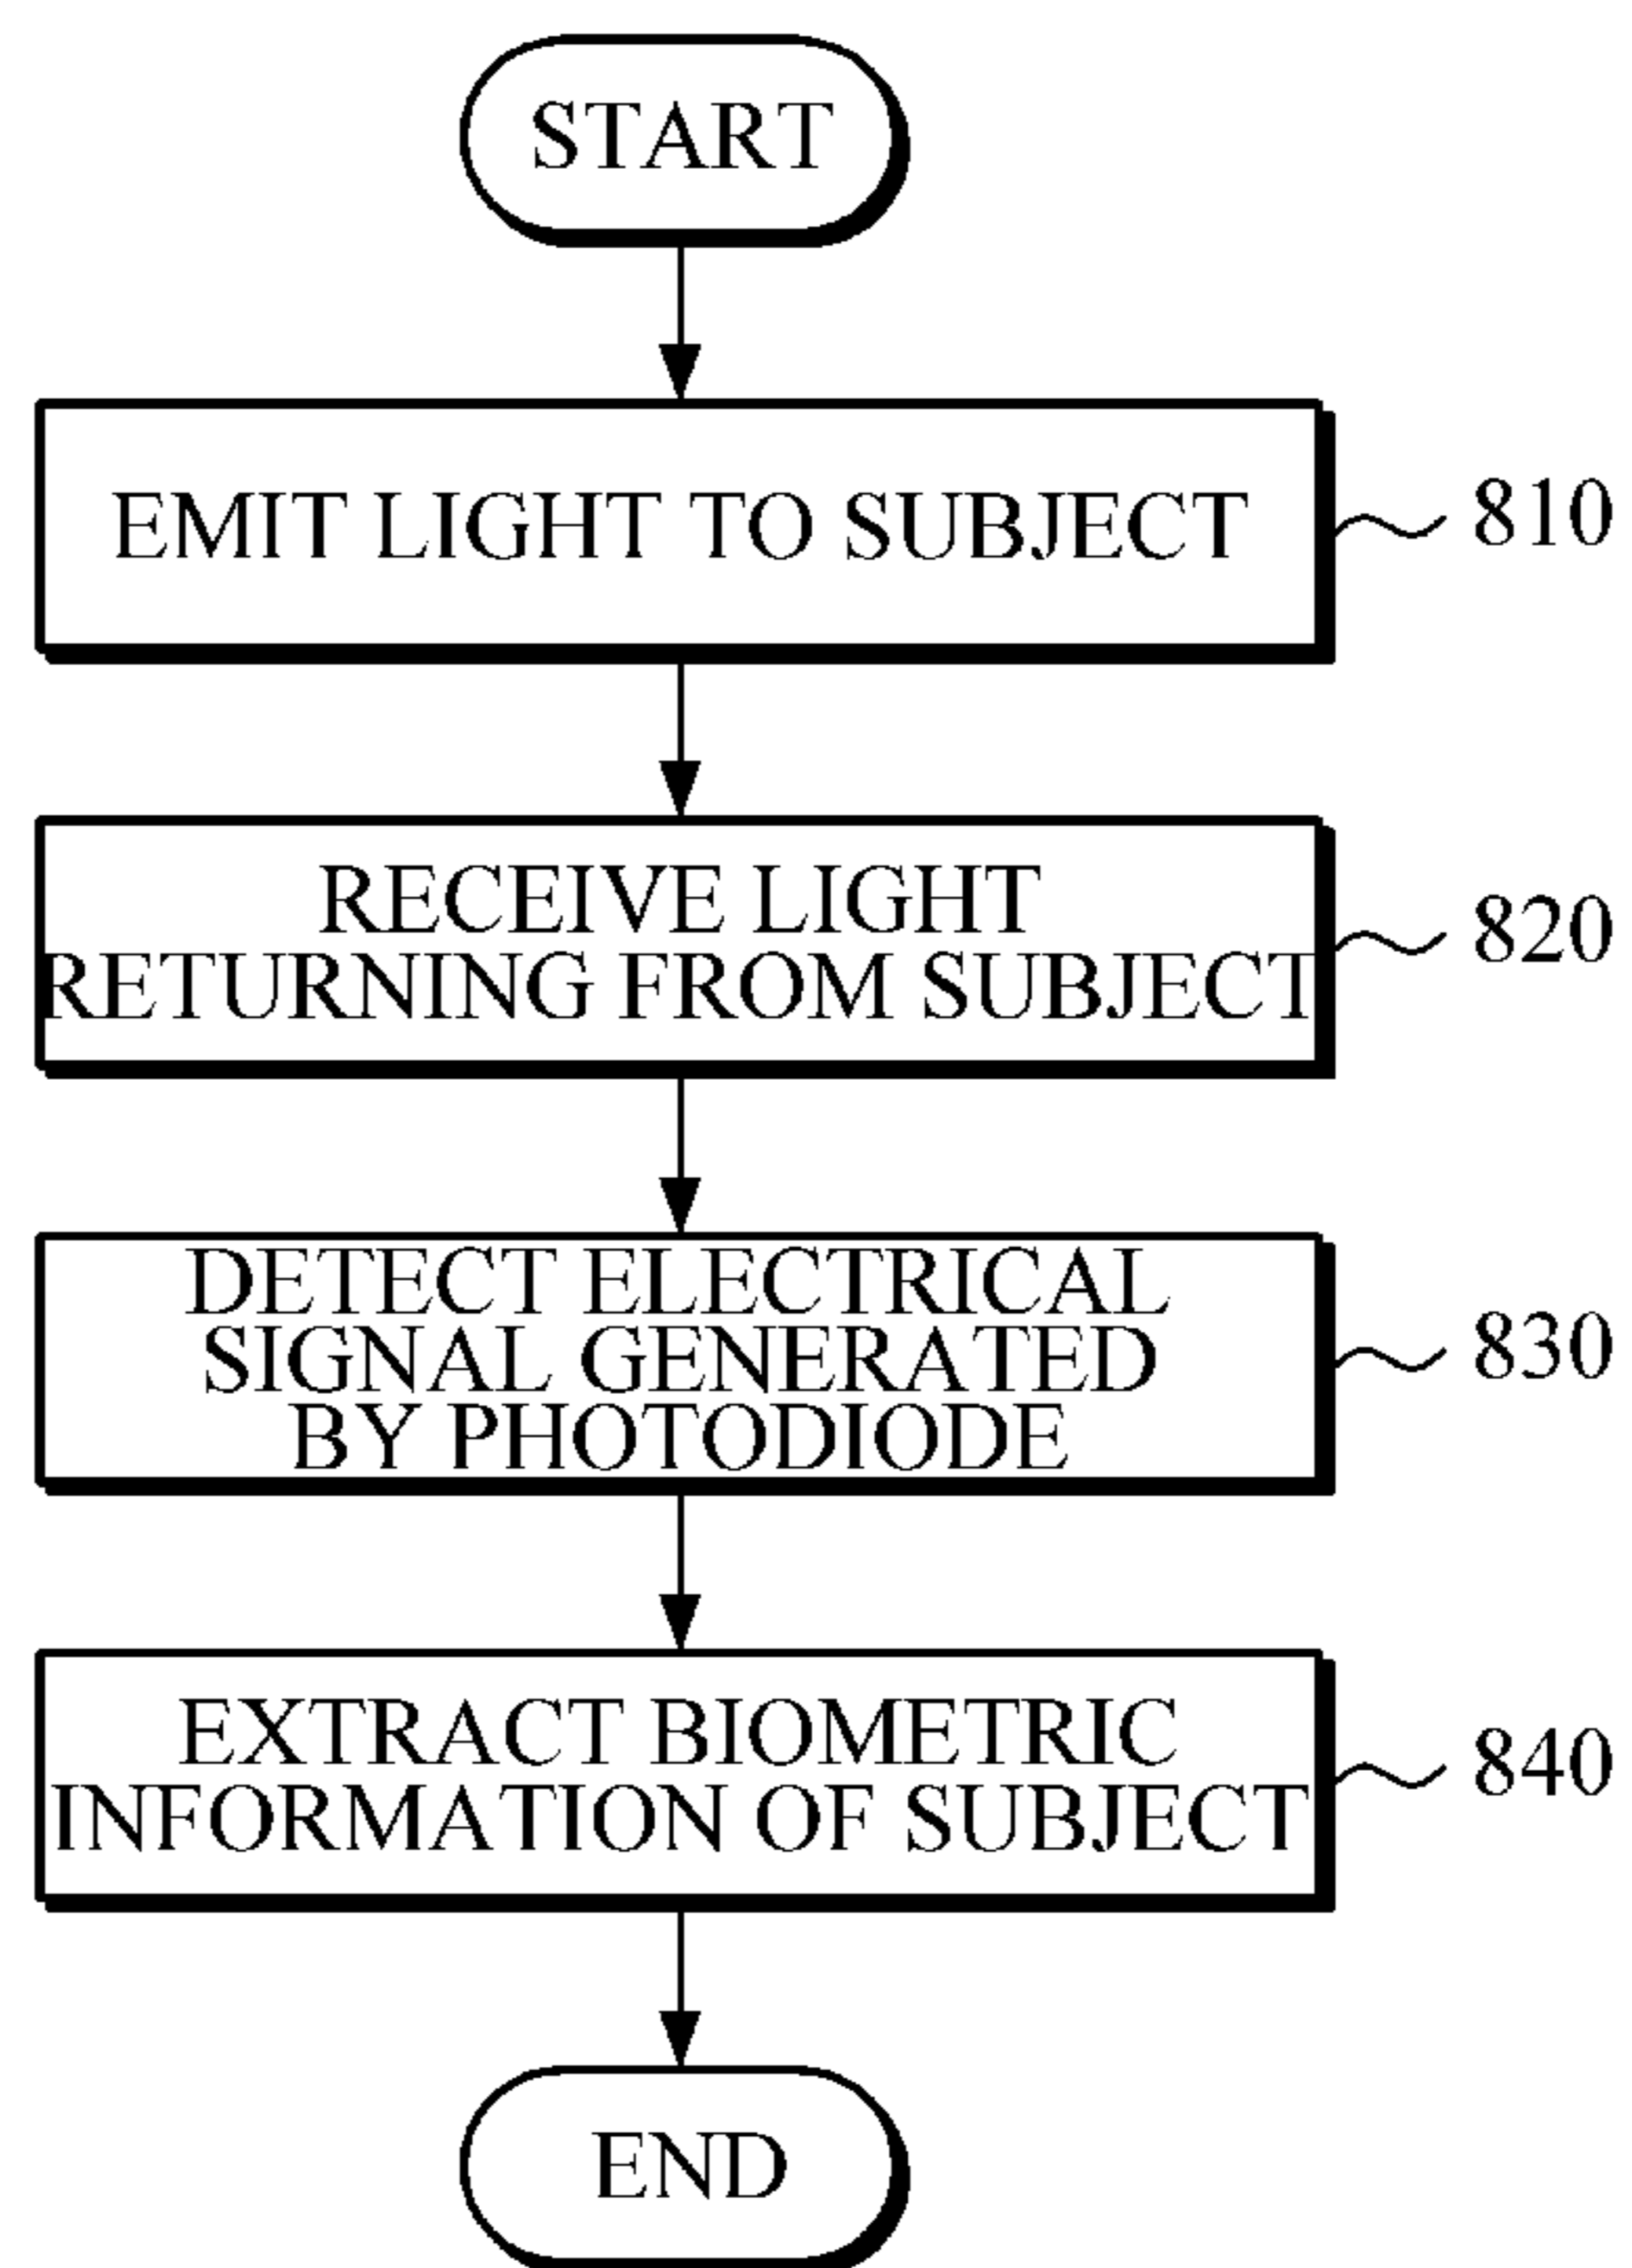 START
EMIT LIGHT TO SUBJECT
810
RECEIVE LIGHT
RETURNING FROM SUBJECT
820
DETECT ELECTRICAL
SIGNAL GENERATED
BY PHOTODIODE
830
EXTRACT BIOMETRIC
INFORMATION OF SUBJECT
840
END